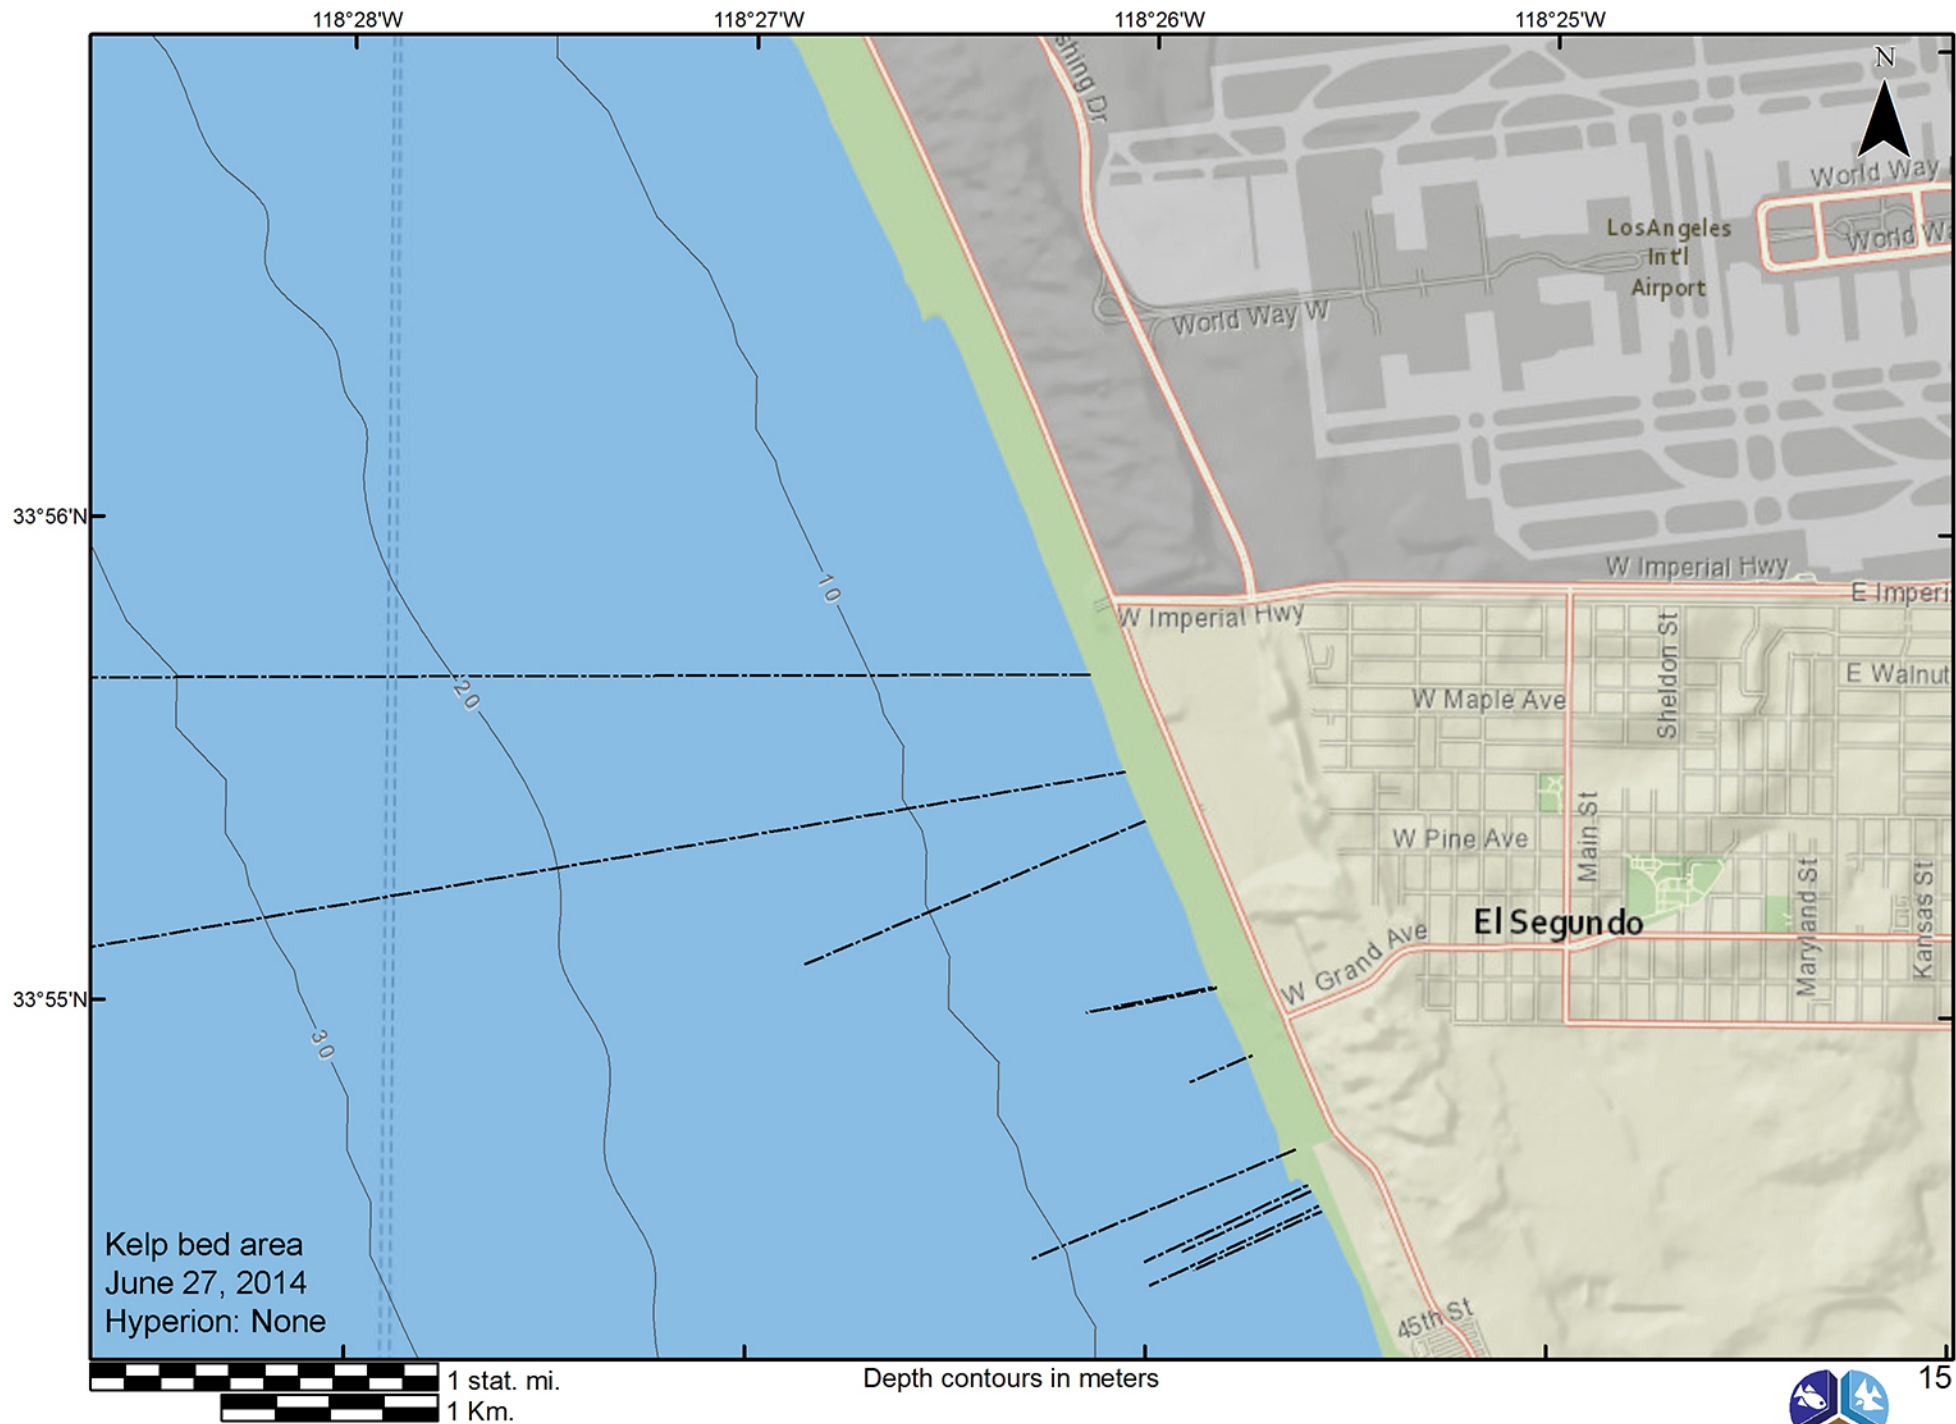 118°28'W 118°27'W 118°26'W 118°25'W
N
shing Dr
World Way
World Wa
Los Angeles
Int'l
Airport
World Way W
33°56'N
W Imperial Hwy
E Imperi
10
W Imperial Hwy
Sheldon St
E Walnut
20
W Maple Ave
Main St
W Pine Ave
Maryland St
Kansas St
El Segundo
W Grand Ave
33°55'N
30
Kelp bed area
June 27, 2014
Hyperion: None
45th St
1 stat. mi.
Depth contours in meters
15
1 Km.